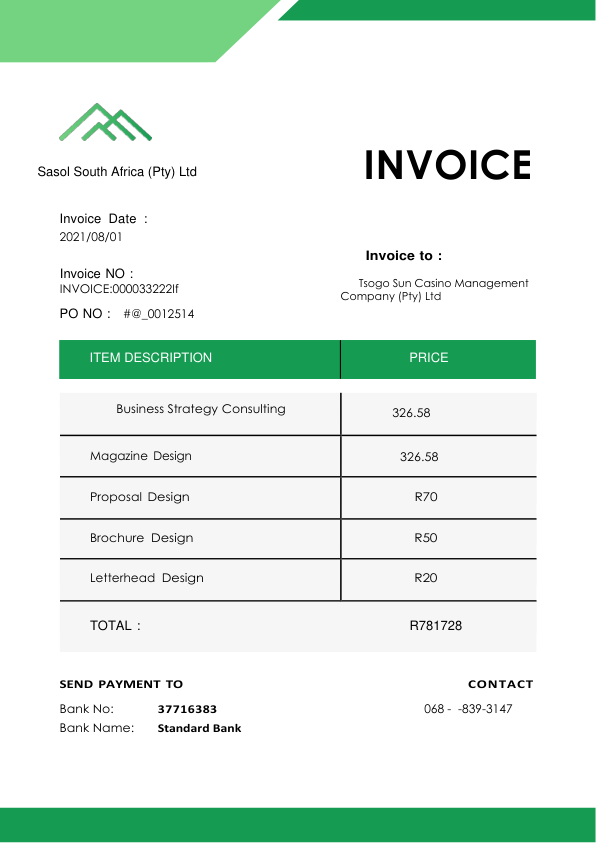 Sasol South Africa (Pty) Ltd
INVOICE
Invoice Date :
2021/08/01
Invoice to :
Invoice NO :
INVOICE:000033222lf
Tsogo Sun Casino Management
Company (Pty) Ltd
PO NO : #@_0012514
ITEM DESCRIPTION PRICE
Business Strategy Consulting 326.58
Magazine Design 326.58
Proposal Design R70
Brochure Design R50
Letterhead Design R20
TOTAL : R781728
SEND PAYMENT TO CONTACT
Bank No: 37716383 068 - -839-3147
Bank Name: Standard Bank